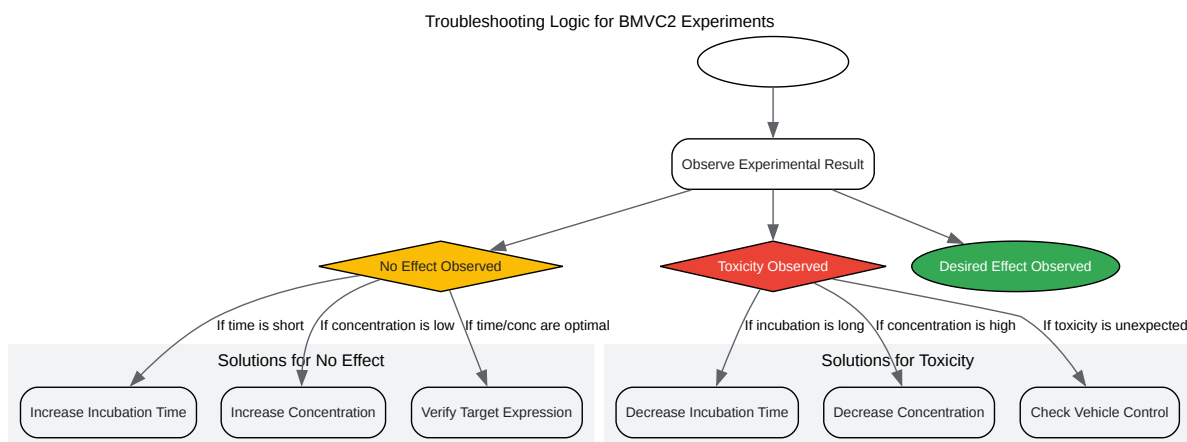 Troubleshooting Logic for BMVC2 Experiments
Observe Experimental Result
No Effect Observed
Toxicity Observed
Desired Effect Observed
If time is short
If concentration is low
If time/conc are optimal
If incubation is long
If concentration is high
If toxicity is unexpected
Solutions for No Effect
Solutions for Toxicity
Increase Incubation Time
Increase Concentration
Verify Target Expression
Decrease Incubation Time
Decrease Concentration
Check Vehicle Control